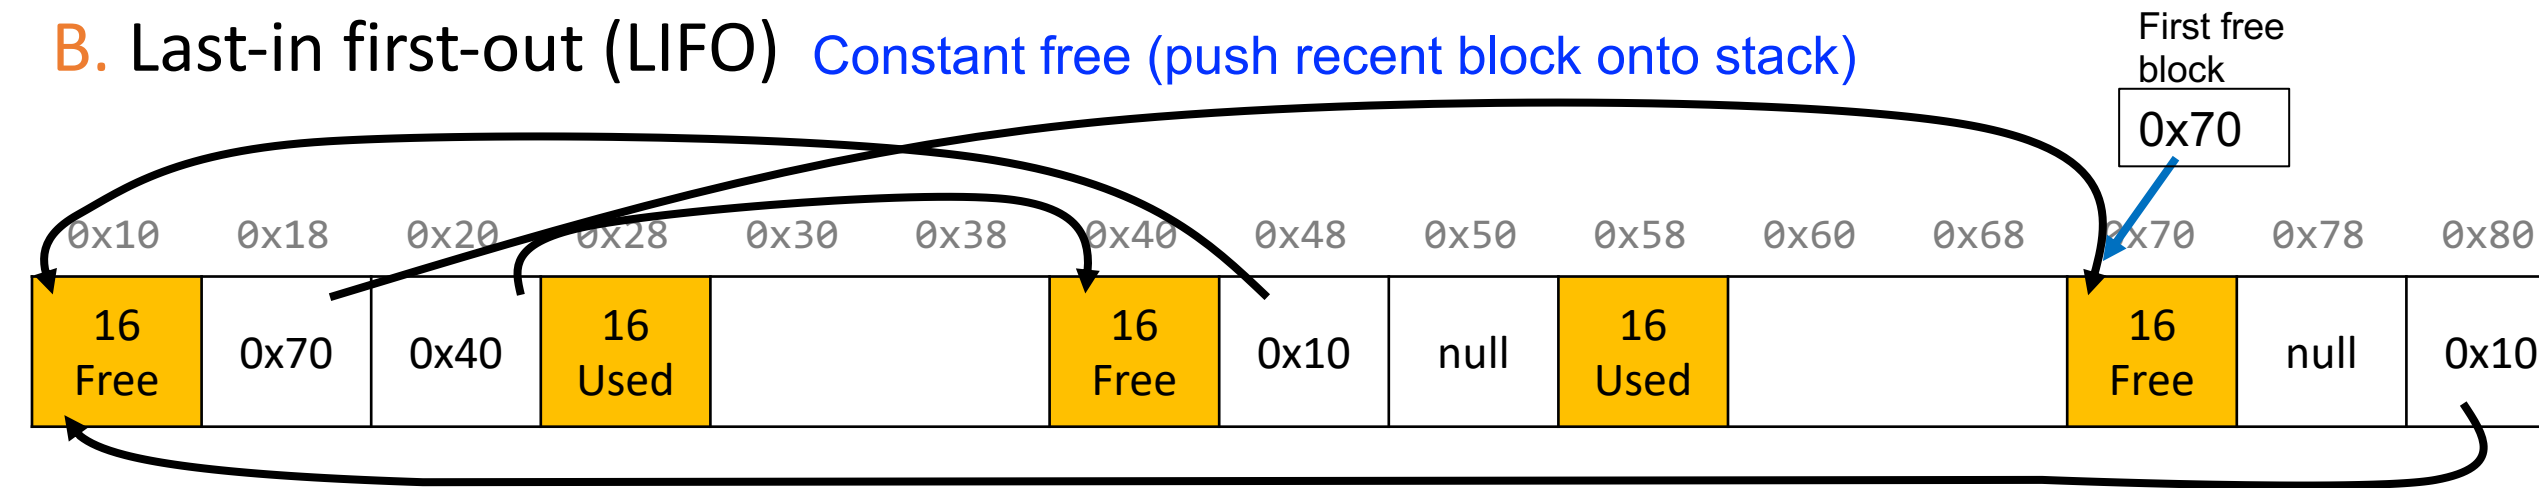 B. Last-in first-out (LIFO) Constant free (push recent block onto stack)
First free
block
0x70
0x10 0x18 0x20 0x28 0x30 0x38 0x40 0x48 0x50 0x58 0x60 0x68 0x70 0x78 0x80
16 Free 0x70 0x40 16 Used 16 Free 0x10 null 16 Used 16 Free null 0x10